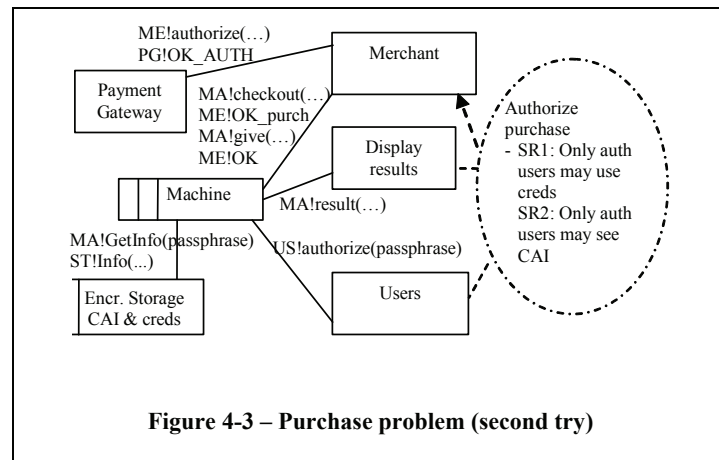 ME!authorize(…)
PG!OK_AUTH
Merchant
Payment
Gateway
MA!checkout(…)
ME!OK_purch
MA!give(…)
ME!OK
Authorize
purchase
- SR1: Only auth
users may use
creds
SR2: Only auth
users may see
CAI
Display
results
Machine
MA!result(…)
MA!GetInfo(passphrase)
ST!Info(...)
US!authorize(passphrase)
Encr. Storage
CAI & creds
Users
Figure 4-3 – Purchase problem (second try)